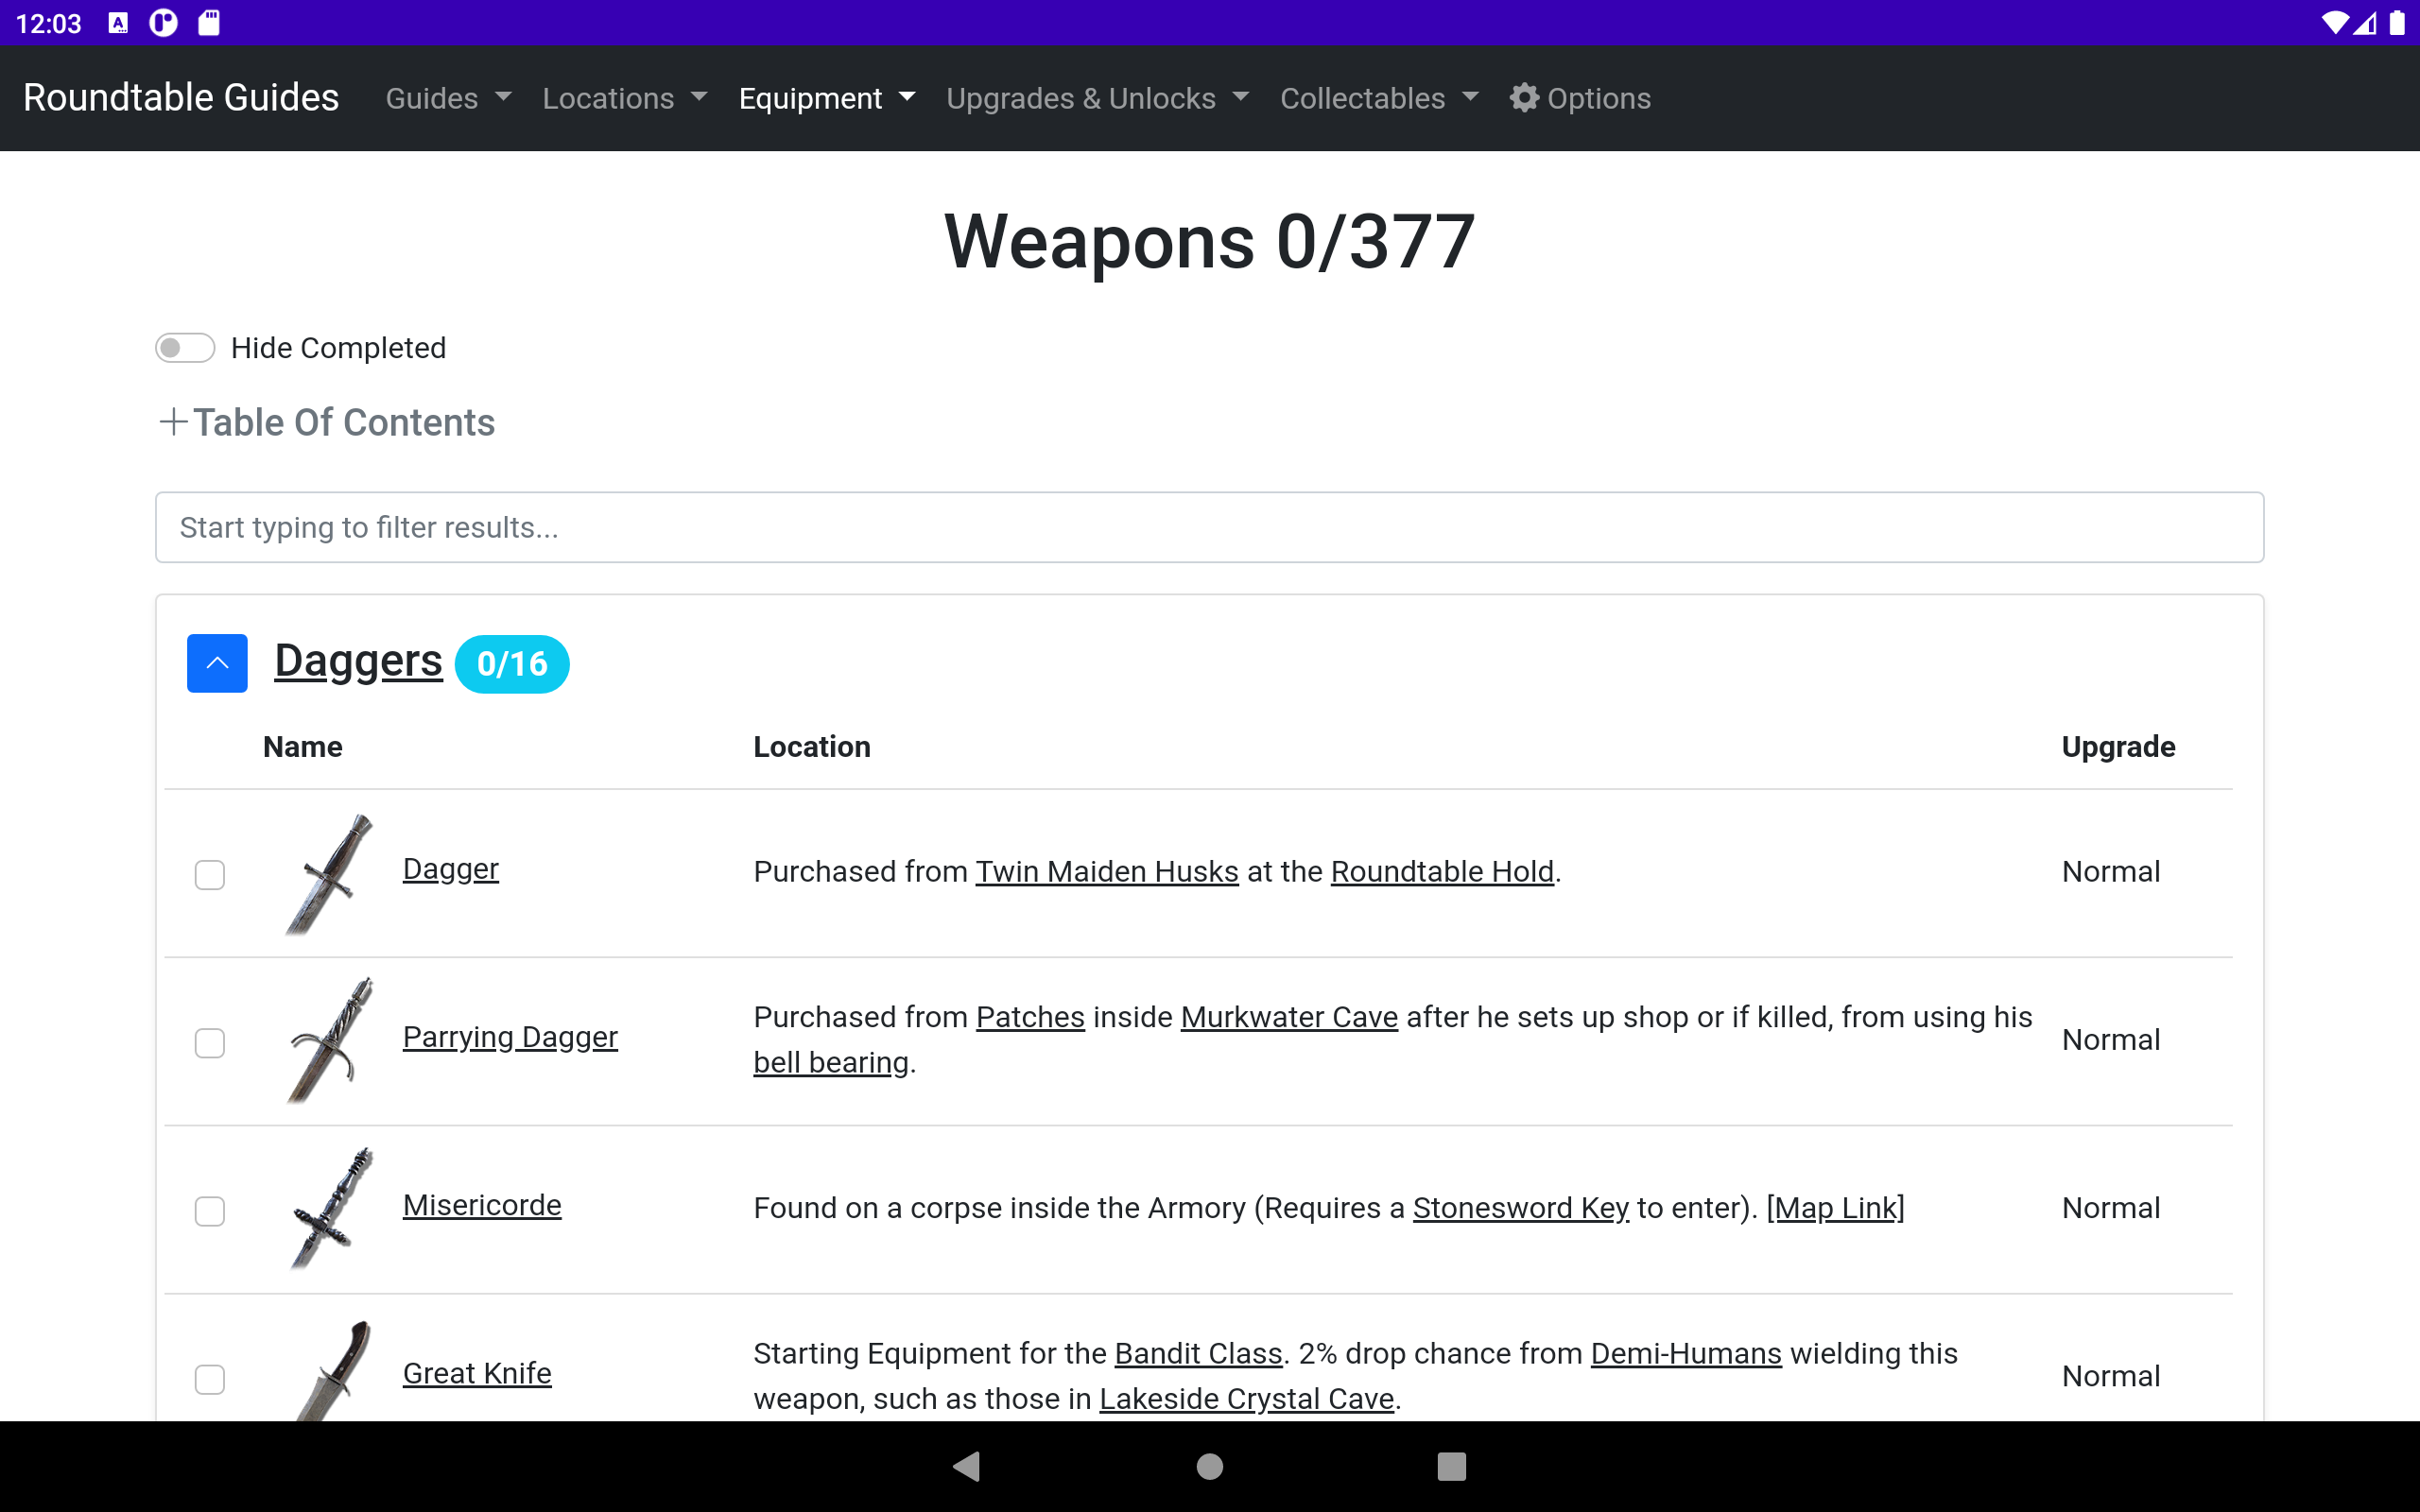 12:03
Roundtable Guides Guides Locations Equipment Upgrades & Unlocks Collectables Options
Weapons 0/377
Hide Completed
Table Of Contents
Start typing to filter results...
Daggers 0/16
Name Location Upgrade
Dagger Purchased from Twin Maiden Husks at the Roundtable Hold. Normal
Parrying Dagger Purchased from Patches inside Murkwater Cave after he sets up shop or if killed, from using his
bell bearing. Normal
Misericorde Found on a corpse inside the Armory (Requires a Stonesword Key to enter). [Map Link] Normal
Great Knife Starting Equipment for the Bandit Class. 2% drop chance from Demi-Humans wielding this
weapon, such as those in Lakeside Crystal Cave. Normal